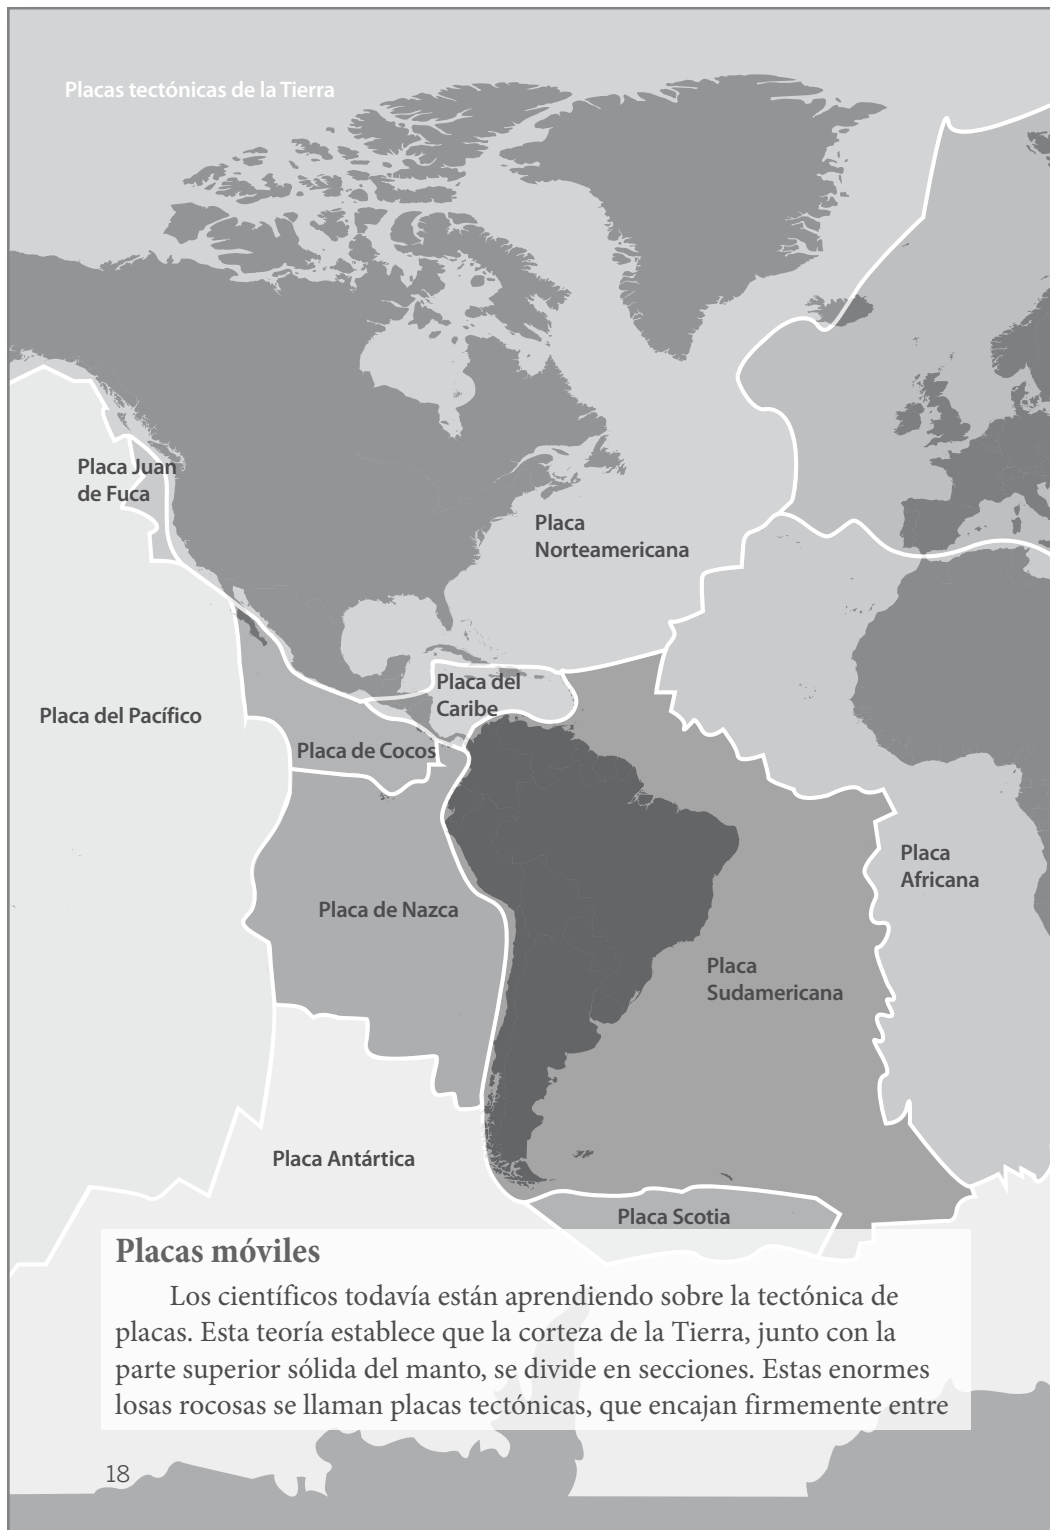 Placas tectónicas de la Tierra
Placa Juan
de Fuca
Placa
Norteamericana
Placa del
Caribe
Placa del Pacífico
Placa de Cocos
Placa
Africana
Placa de Nazca
Placa
Sudamericana
Placa Antártica
Placa Scotia
Placas móviles
Los científicos todavía están aprendiendo sobre la tectónica de
placas. Esta teoría establece que la corteza de la Tierra, junto con la
parte superior sólida del manto, se divide en secciones. Estas enormes
losas rocosas se llaman placas tectónicas, que encajan firmemente entre
18